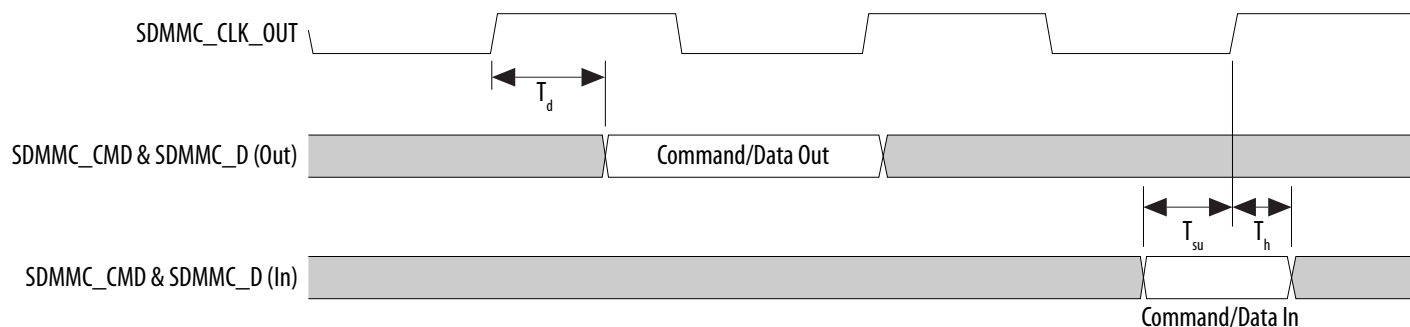 SDMMC_CLK_OUT
T_d
SDMMC_CMD & SDMMC_D (Out)
Command/Data Out
T_su
T_h
SDMMC_CMD & SDMMC_D (In)
Command/Data In